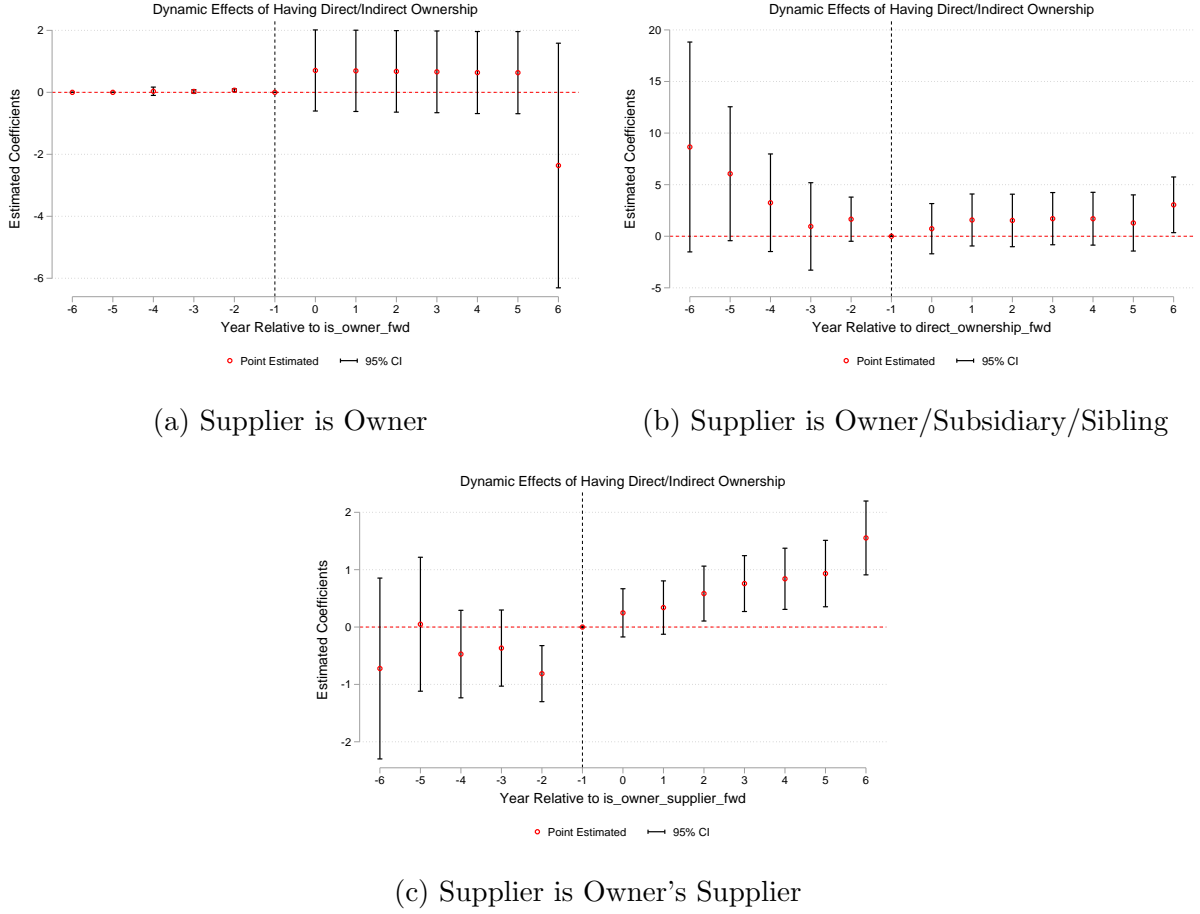 Dynamic Effects of Having Direct/Indirect Ownership
2
0
-2
-4
-6
Estimated Coefficients
-6 -5 -4 -3 -2 -1 0 1 2 3 4 5 6
Year Relative to is_owner_fwd
Point Estimated 95% CI
(a) Supplier is Owner
Dynamic Effects of Having Direct/Indirect Ownership
20
15
10
5
0
-5
Estimated Coefficients
-6 -5 -4 -3 -2 -1 0 1 2 3 4 5 6
Year Relative to direct_ownership_fwd
Point Estimated 95% CI
(b) Supplier is Owner/Subsidiary/Sibling
Dynamic Effects of Having Direct/Indirect Ownership
2
1
0
-1
-2
Estimated Coefficients
-6 -5 -4 -3 -2 -1 0 1 2 3 4 5 6
Year Relative to is_owner_supplier_fwd
Point Estimated 95% CI
(c) Supplier is Owner's Supplier